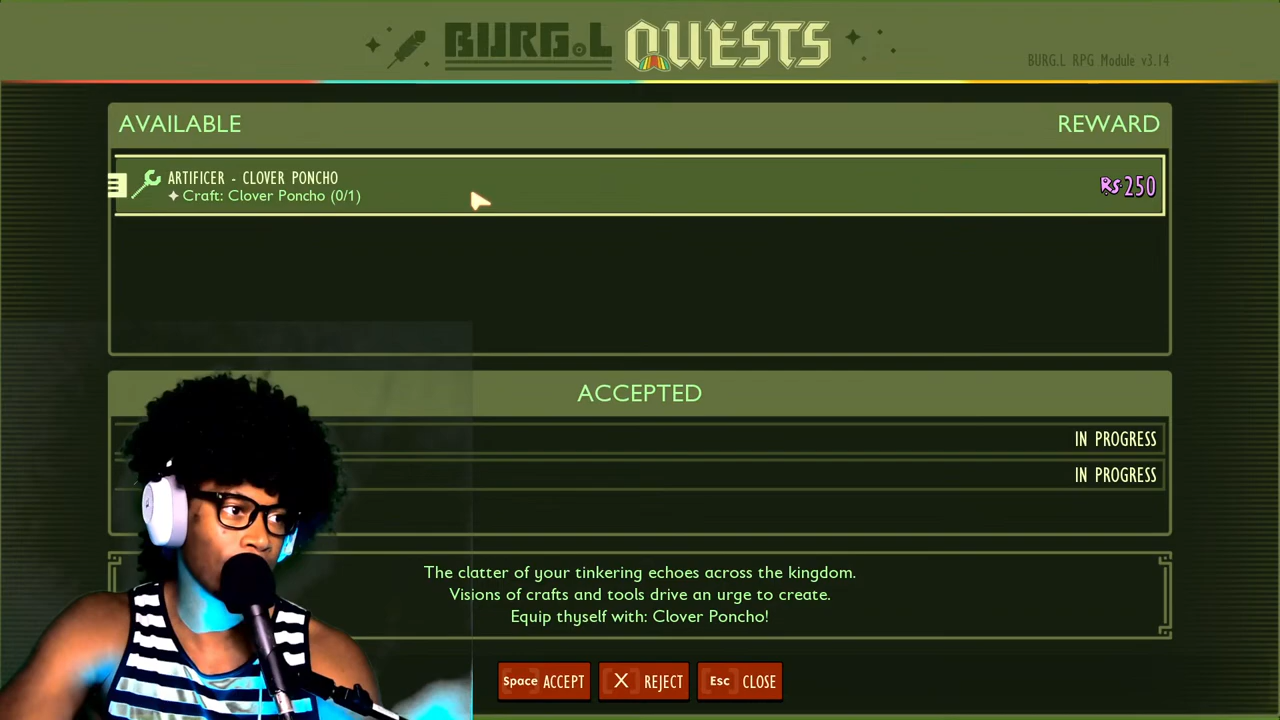 BURG.L QUESTS
BURG.L RPG Module v3.14
AVAILABLE REWARD
ARTIFICER - CLOVER PONCHO
Craft: Clover Poncho (0/1)
RS 250
ACCEPTED
IN PROGRESS
IN PROGRESS
The clatter of your tinkering echoes across the kingdom.
Visions of crafts and tools drive an urge to create.
Equip thyself with: Clover Poncho!
Space ACCEPT X REJECT Esc CLOSE